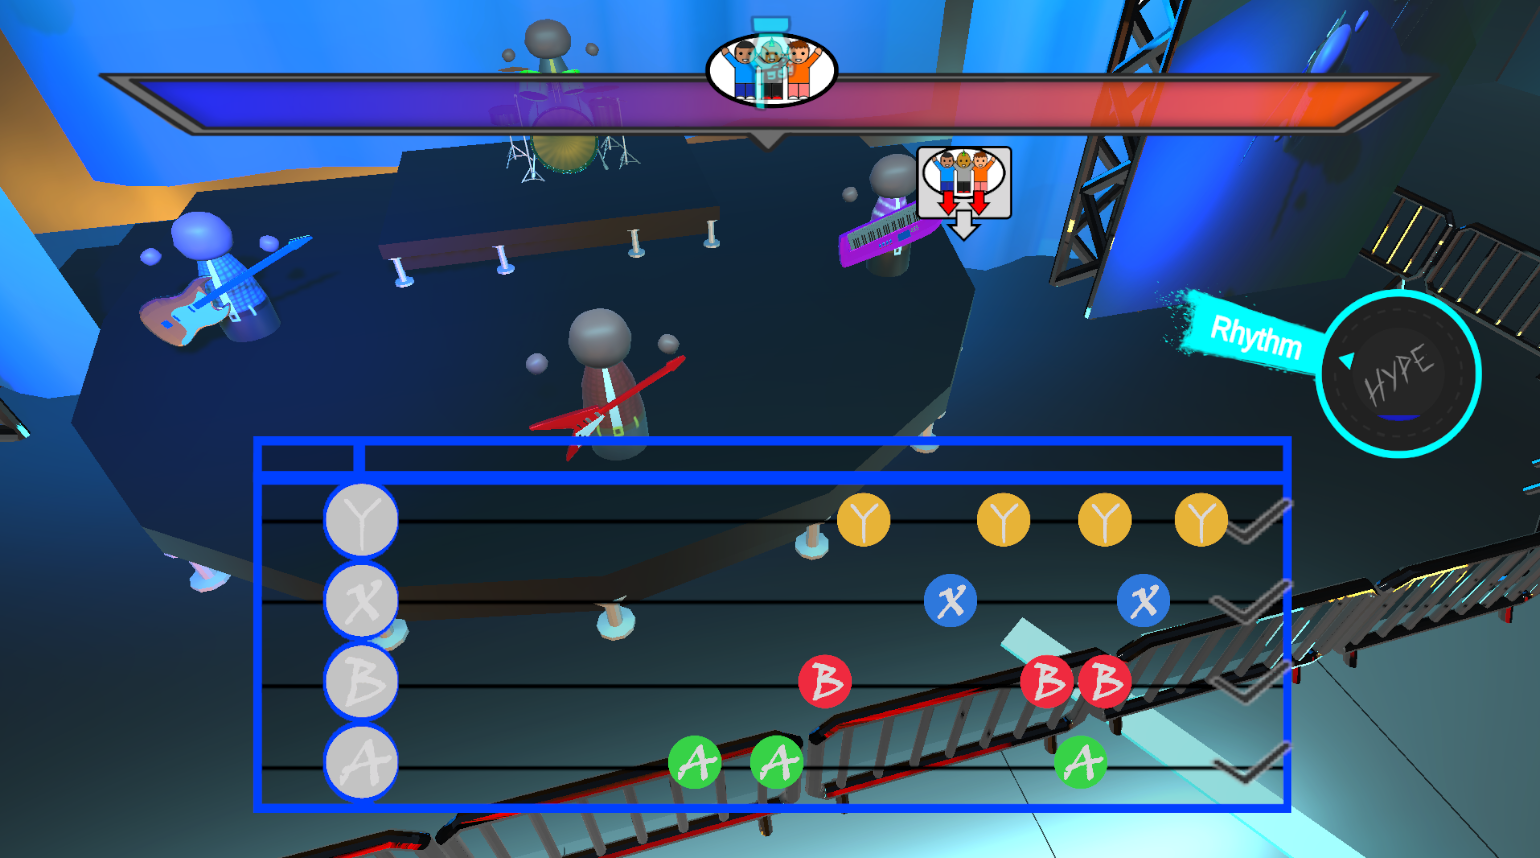 Rhythm
HYPE
Y Y Y Y Y
X X X
B B B B
A A A A